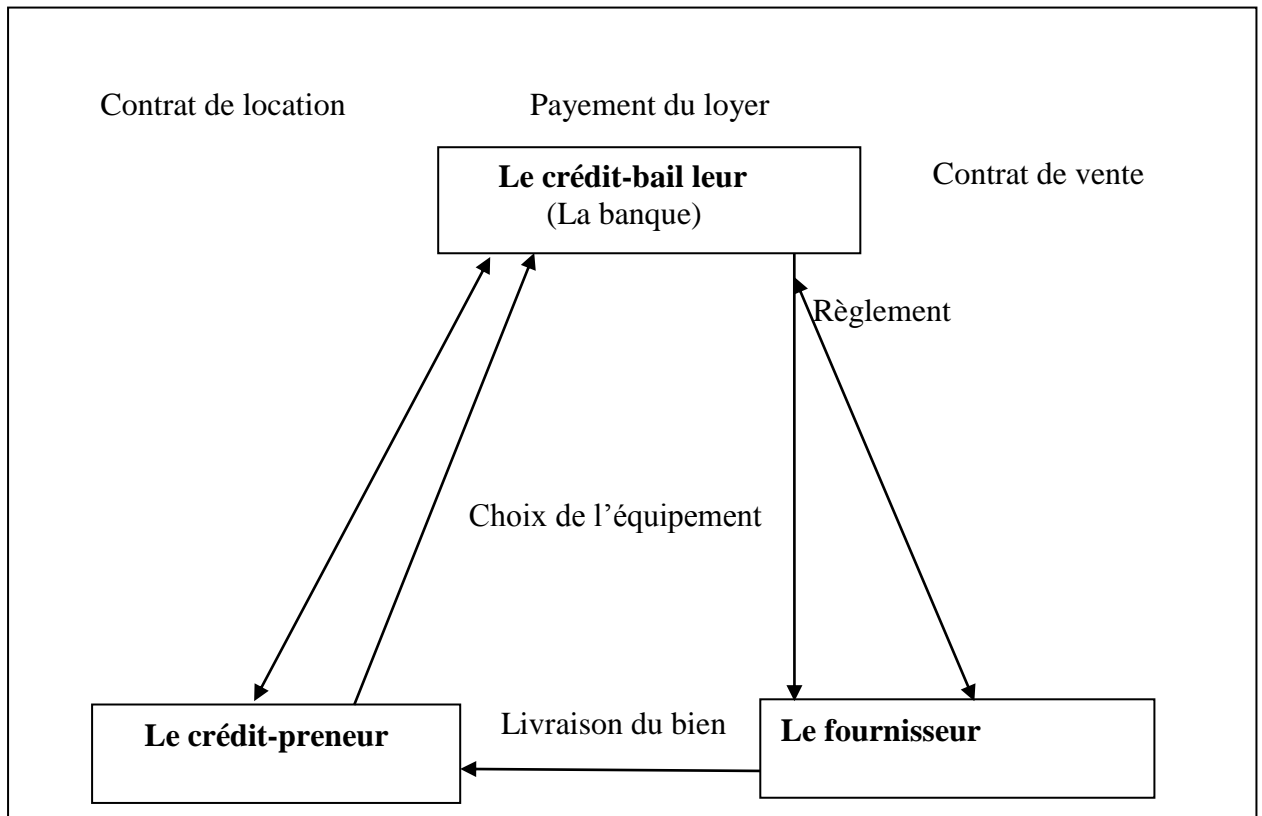 Contrat de location
Payement du loyer
Le crédit-bail leur
(La banque)
Contrat de vente
Règlement
Choix de l’équipement
Le crédit-preneur
Livraison du bien
Le fournisseur